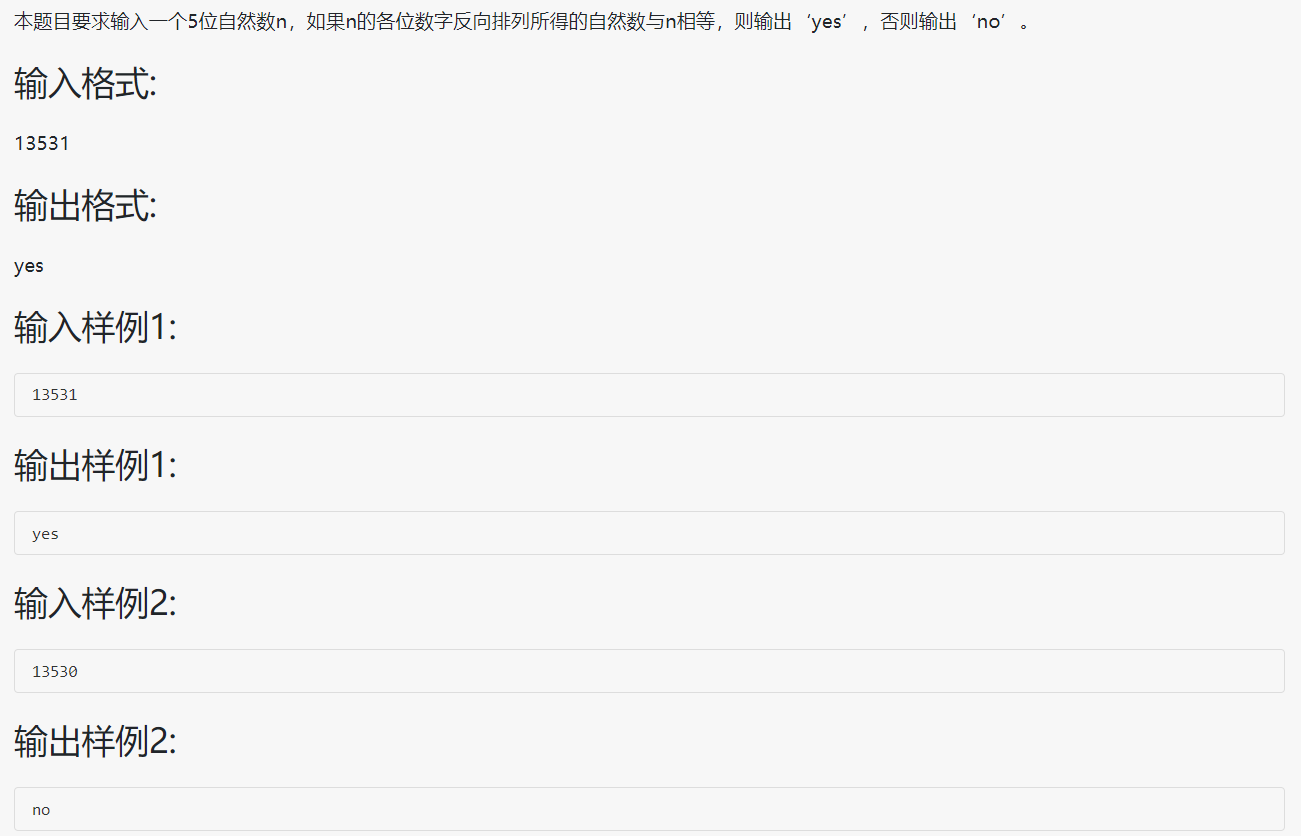 本题目要求输入一个5位自然数n，如果n的各位数字反向排列所得的自然数与n相等，则输出‘yes’，否则输出‘no’。
输入格式:
13531
输出格式:
yes
输入样例1:
13531
输出样例1:
yes
输入样例2:
13530
输出样例2:
no